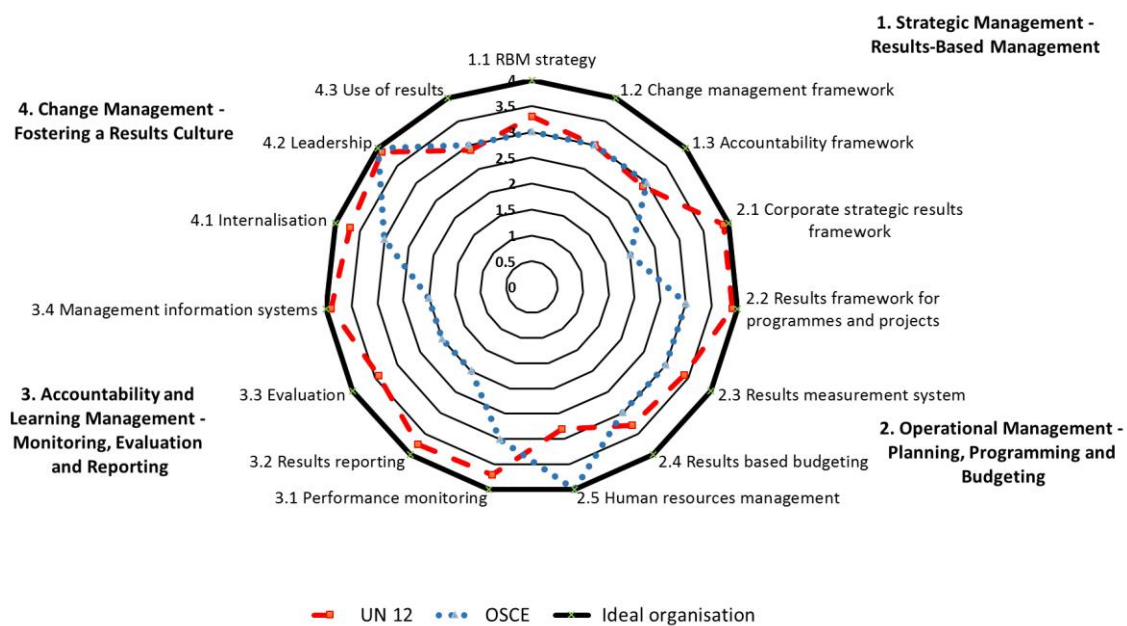 1. Strategic Management -
Results-Based Management
1.1 RBM strategy
4
4.3 Use of results
1.2 Change management framework
3.5
4. Change Management -
Fostering a Results Culture
3
4.2 Leadership
1.3 Accountability framework
2.5
2
4.1 Internalisation
1.5
2.1 Corporate strategic results
framework
1
0.5
0
3.4 Management information systems
2.2 Results framework for
programmes and projects
3. Accountability and
Learning Management -
Monitoring, Evaluation
and Reporting
3.3 Evaluation
2.3 Results measurement system
2. Operational Management -
Planning, Programming and
Budgeting
3.2 Results reporting
2.4 Results based budgeting
3.1 Performance monitoring
2.5 Human resources management
UN 12
OSCE
Ideal organisation